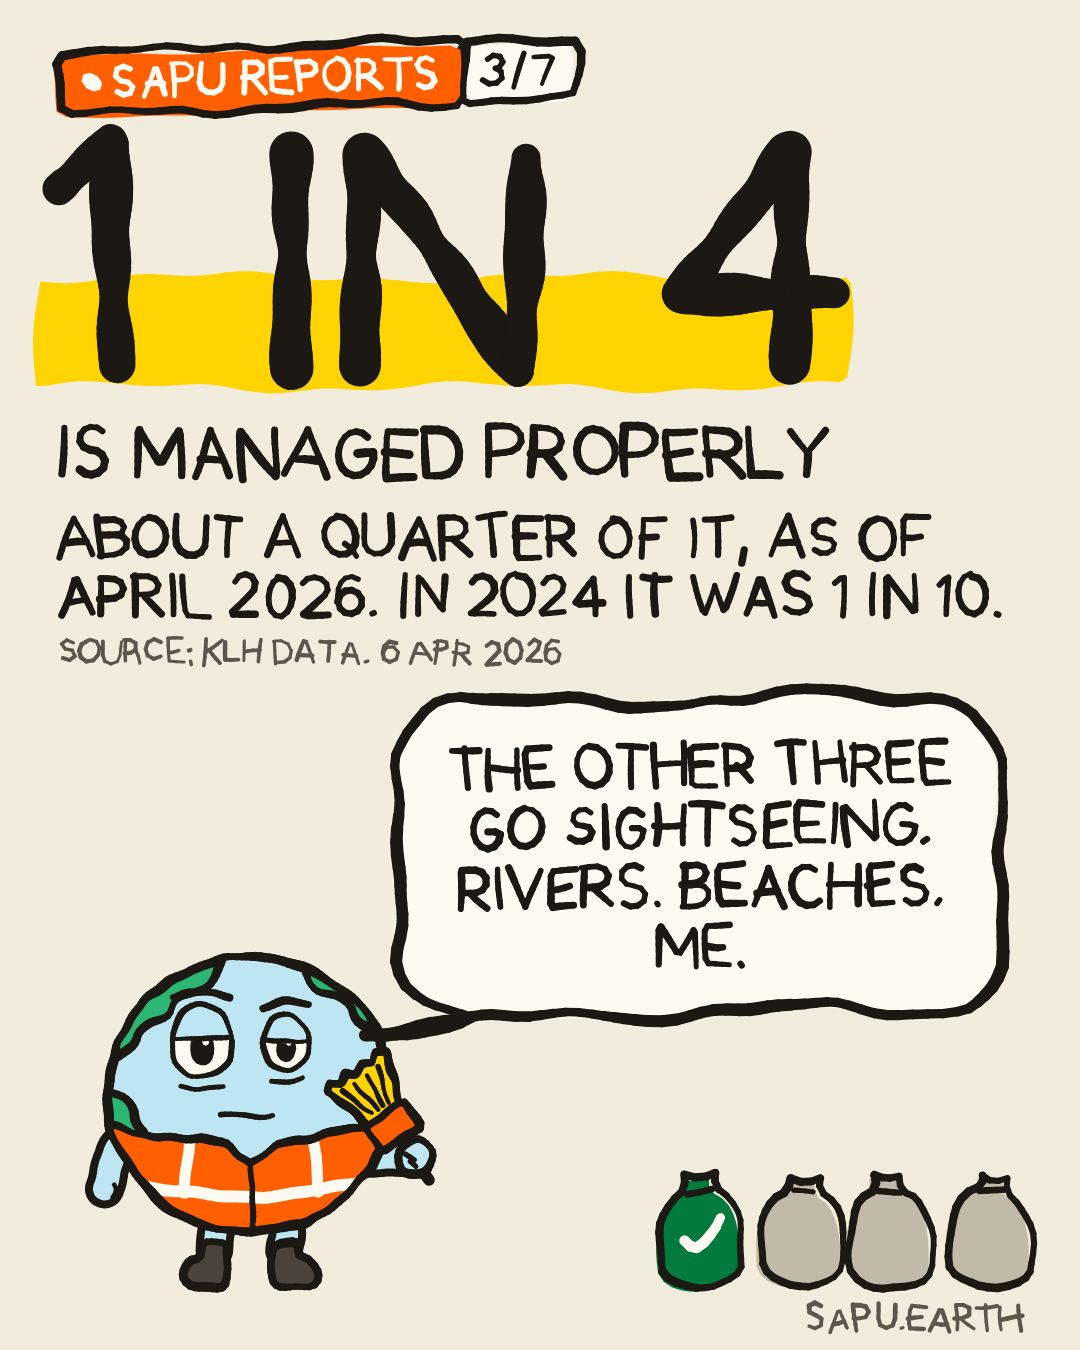 SAPU REPORTS 3/7
1 IN 4
IS MANAGED PROPERLY
ABOUT A QUARTER OF IT, AS OF
APRIL 2026. IN 2024 IT WAS 1 IN 10.
SOURCE: KLH DATA. 6 APR 2026
THE OTHER THREE
GO SIGHTSEEING.
RIVERS. BEACHES.
ME.
SAPU.EARTH